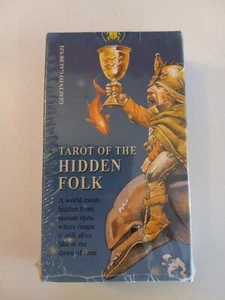 GIACINTO GAUDENZI
TAROT OF THE
HIDDEN
FOLK
A world exists
hidden from
human eyes,
where magic
is still alive
like at the
dawn of time